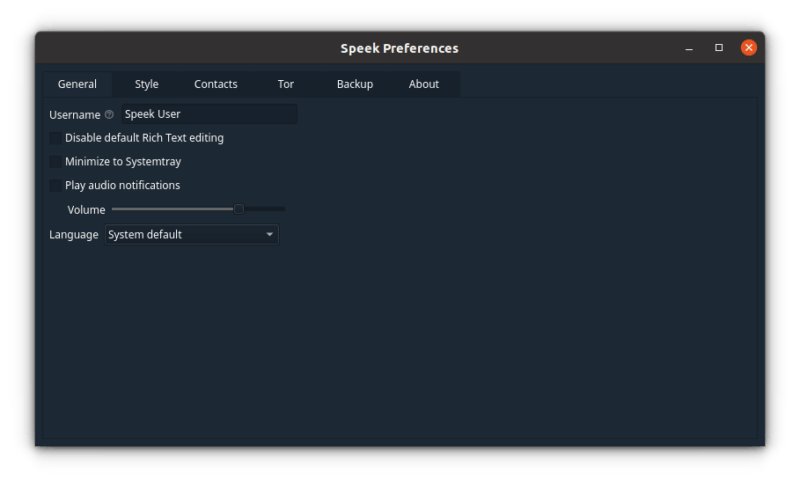 Speek Preferences
General Style Contacts Tor Backup About
Username Speek User
Disable default Rich Text editing
Minimize to Systemtray
Play audio notifications
Volume
Language System default